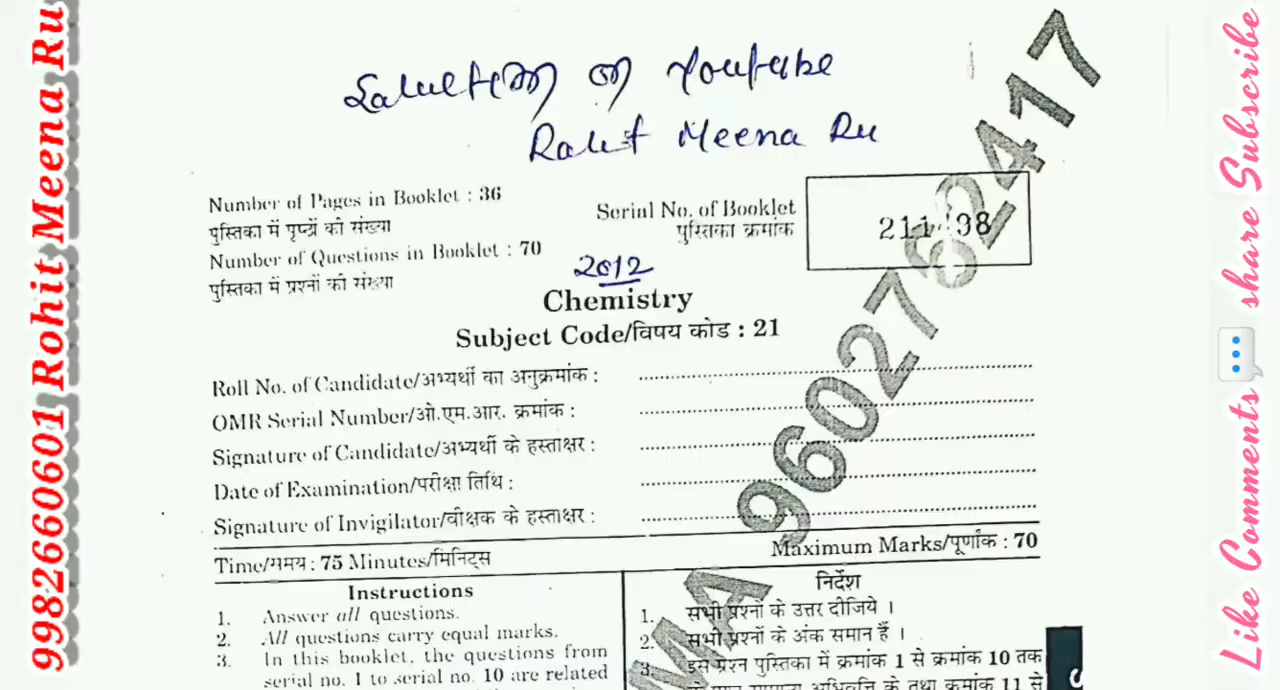 9982660601 Rohit Meena Ru
on Youtube
Meena Ru
Number of Pages in Booklet : 36
पुस्तिका में पृष्ठों की संख्या
Number of Questions in Booklet : 70
पुस्तिका में प्रश्नों की संख्या
Serial No. of Booklet
पुस्तिका क्रमांक
2012
Chemistry
Subject Code/विषय कोड : 21
Roll No. of Candidate/अभ्यर्थी का अनुक्रमांक :
OMR Serial Number/ओ.एम.आर. क्रमांक :
Signature of Candidate/अभ्यर्थी के हस्ताक्षर :
Date of Examination/परीक्षा तिथि :
Signature of Invigilator/वीक्षक के हस्ताक्षर :
Time/समय : 75 Minutes/मिनिट्स
Maximum Marks/पूर्णांक : 70
Instructions
1. Answer all questions.
2. All questions carry equal marks.
3. In this booklet, the questions from
serial no. 1 to serial no. 10 are related
निर्देश
1. सभी प्रश्नों के उत्तर दीजिये ।
2. सभी प्रश्नों के अंक समान हैं ।
3. इस प्रश्न पुस्तिका में क्रमांक 1 से क्रमांक 10 तक
अभिवृत्ति के तथा क्रमांक 11 से
MA 9602762417
Like Comments 💬 share Subscribe